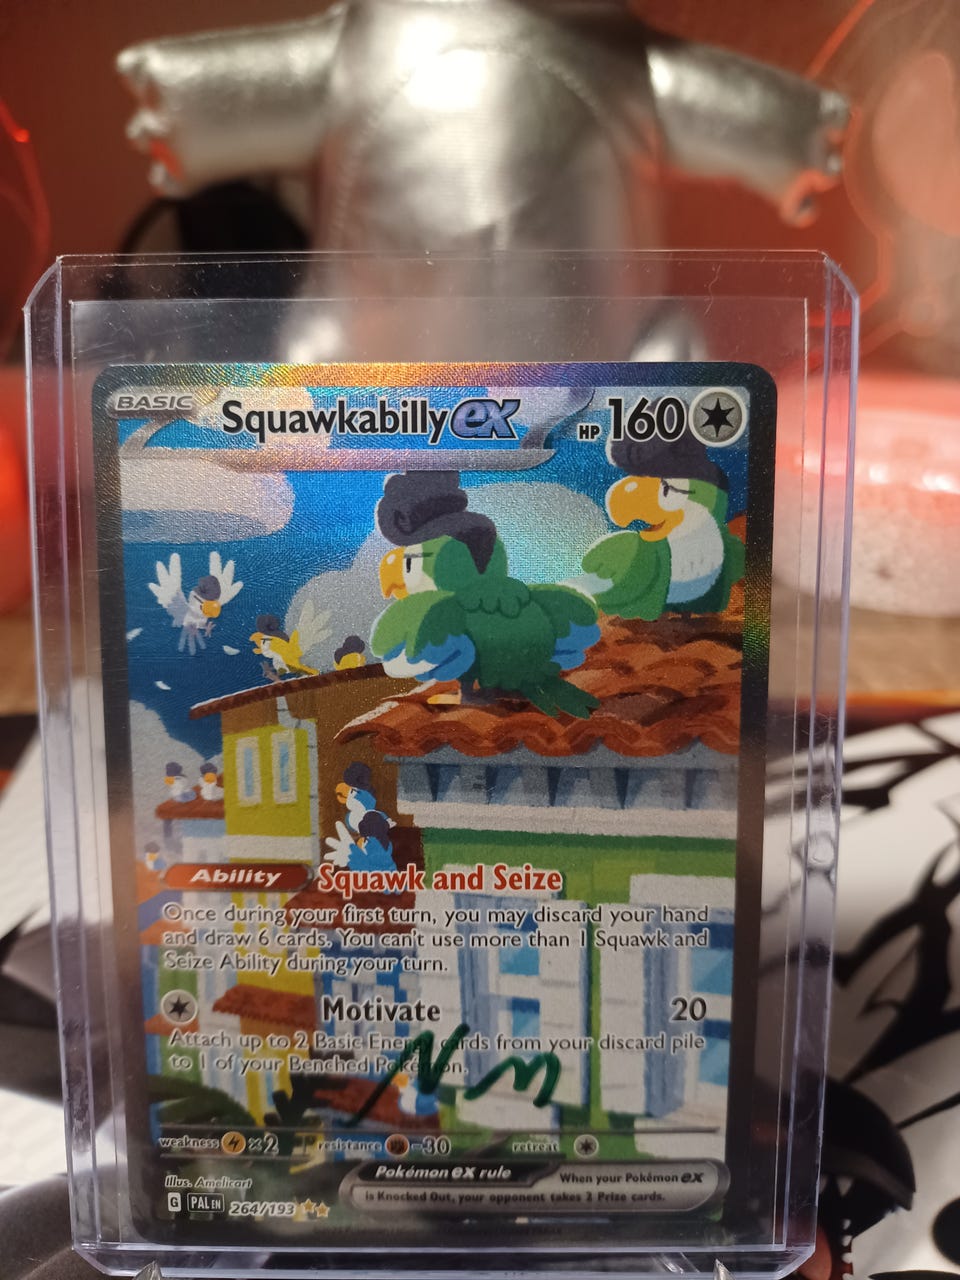 BASIC Squawkabilly ex HP 160
Ability Squawk and Seize
Once during your first turn, you may discard your hand
and draw 6 cards. You can't use more than 1 Squawk and
Seize Ability during your turn.
Motivate 20
Attach up to 2 Basic Energy cards from your discard pile
to 1 of your Benched Pokémon.
weakness ×2 resistance -30 retreat
Pokémon ex rule When your Pokémon ex
is Knocked Out, your opponent takes 2 Prize cards.
Illus. Amelicart
G PAL EN 264/193